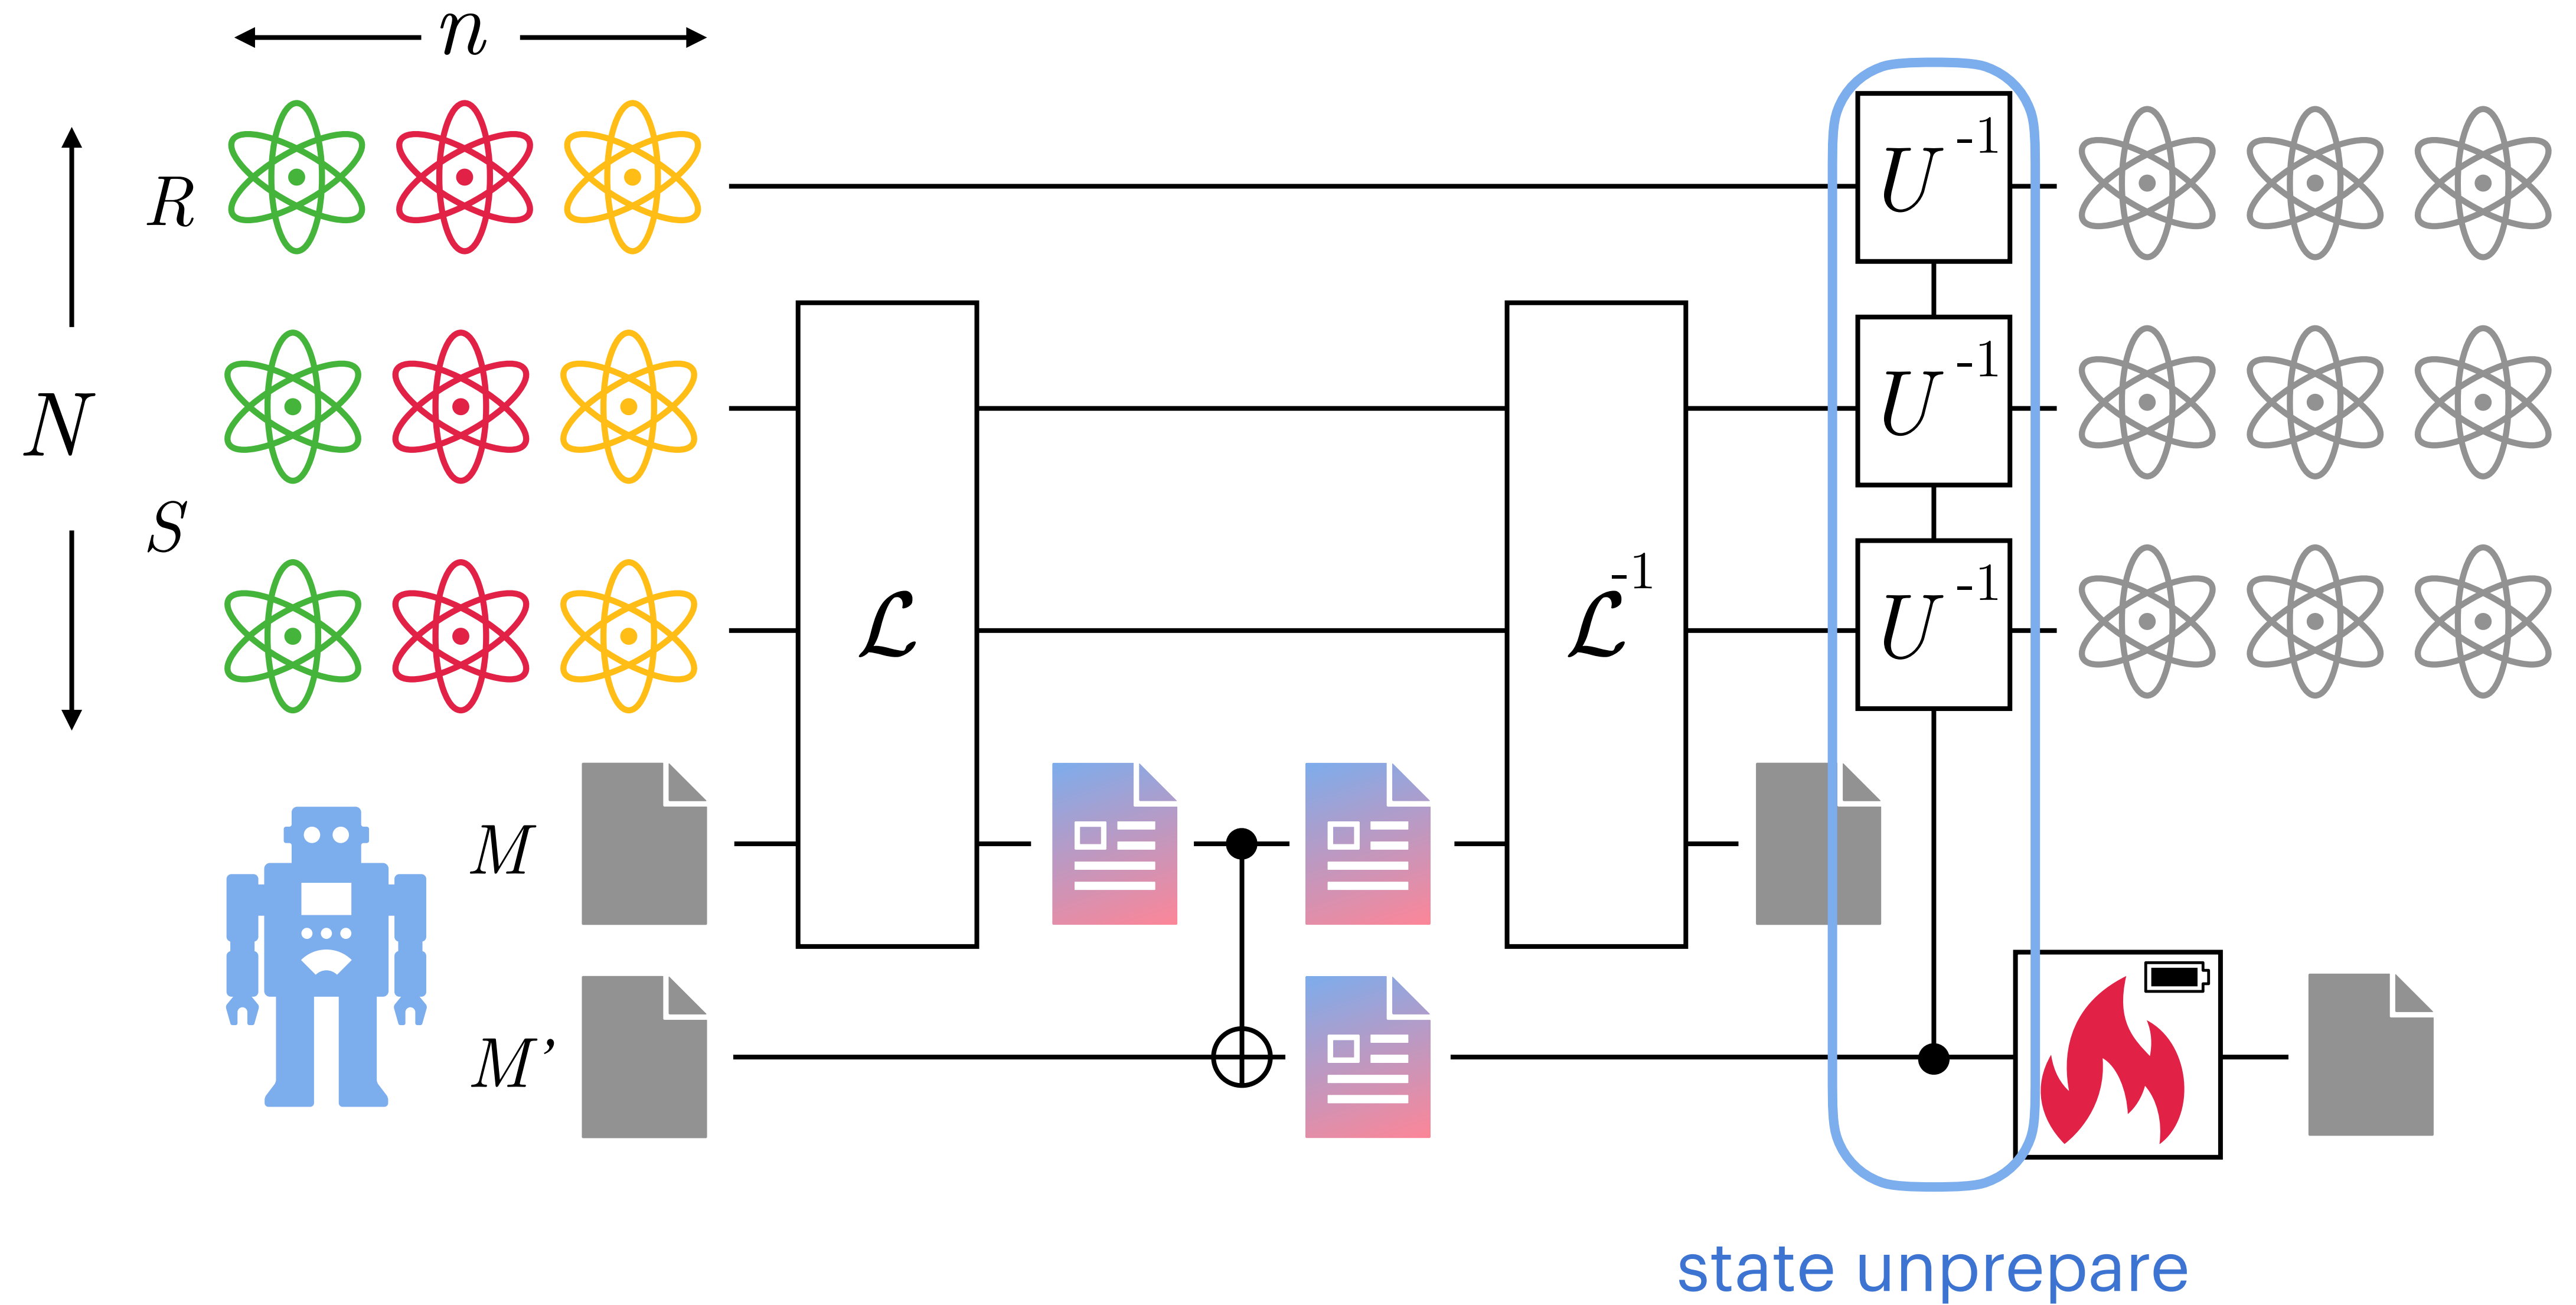 n
R
U -1
N
U -1
S
ℒ
ℒ -1
U -1
M
M’
state unprepare